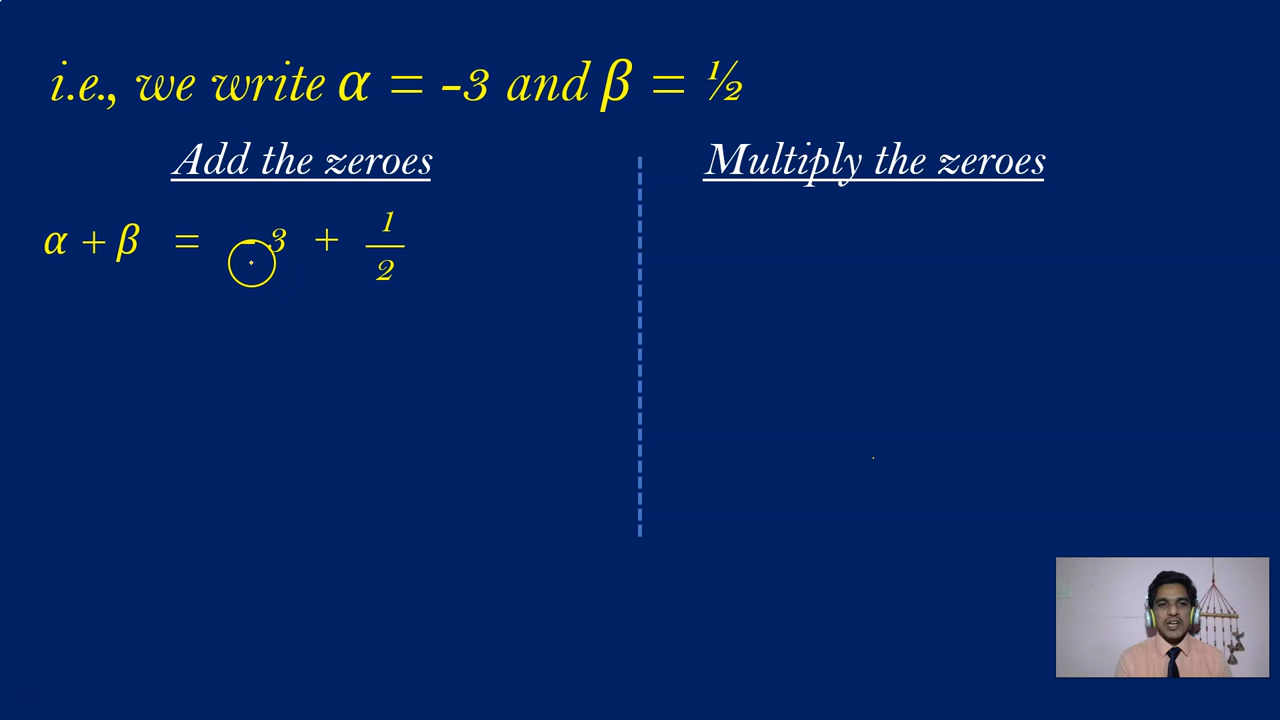 i.e., we write α = -3 and β = ½
Add the zeroes
α + β = - 3 + 1/2
Multiply the zeroes